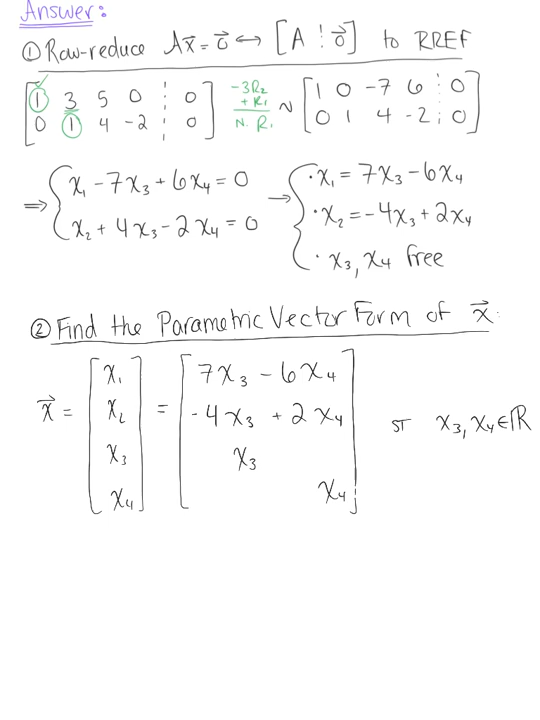 Answer:
① Row-reduce Ax⃗ = 0⃗ ↔ [A ⋮ 0⃗] to RREF
[1 3 5 0 ⋮ 0] -3R₂ [1 0 -7 6 ⋮ 0]
+R₁ ~
[0 1 4 -2 ⋮ 0] N.R₁ [0 1 4 -2 ⋮ 0]
⇒ { x₁ - 7x₃ + 6x₄ = 0 → { · x₁ = 7x₃ - 6x₄
x₂ + 4x₃ - 2x₄ = 0 · x₂ = -4x₃ + 2x₄
· x₃, x₄ free
② Find the Parametric Vector Form of x⃗.
x⃗ = [x₁ = [7x₃ - 6x₄
x₂ -4x₃ + 2x₄ ST x₃, x₄ ∈ ℝ
x₃ x₃
x₄] x₄]